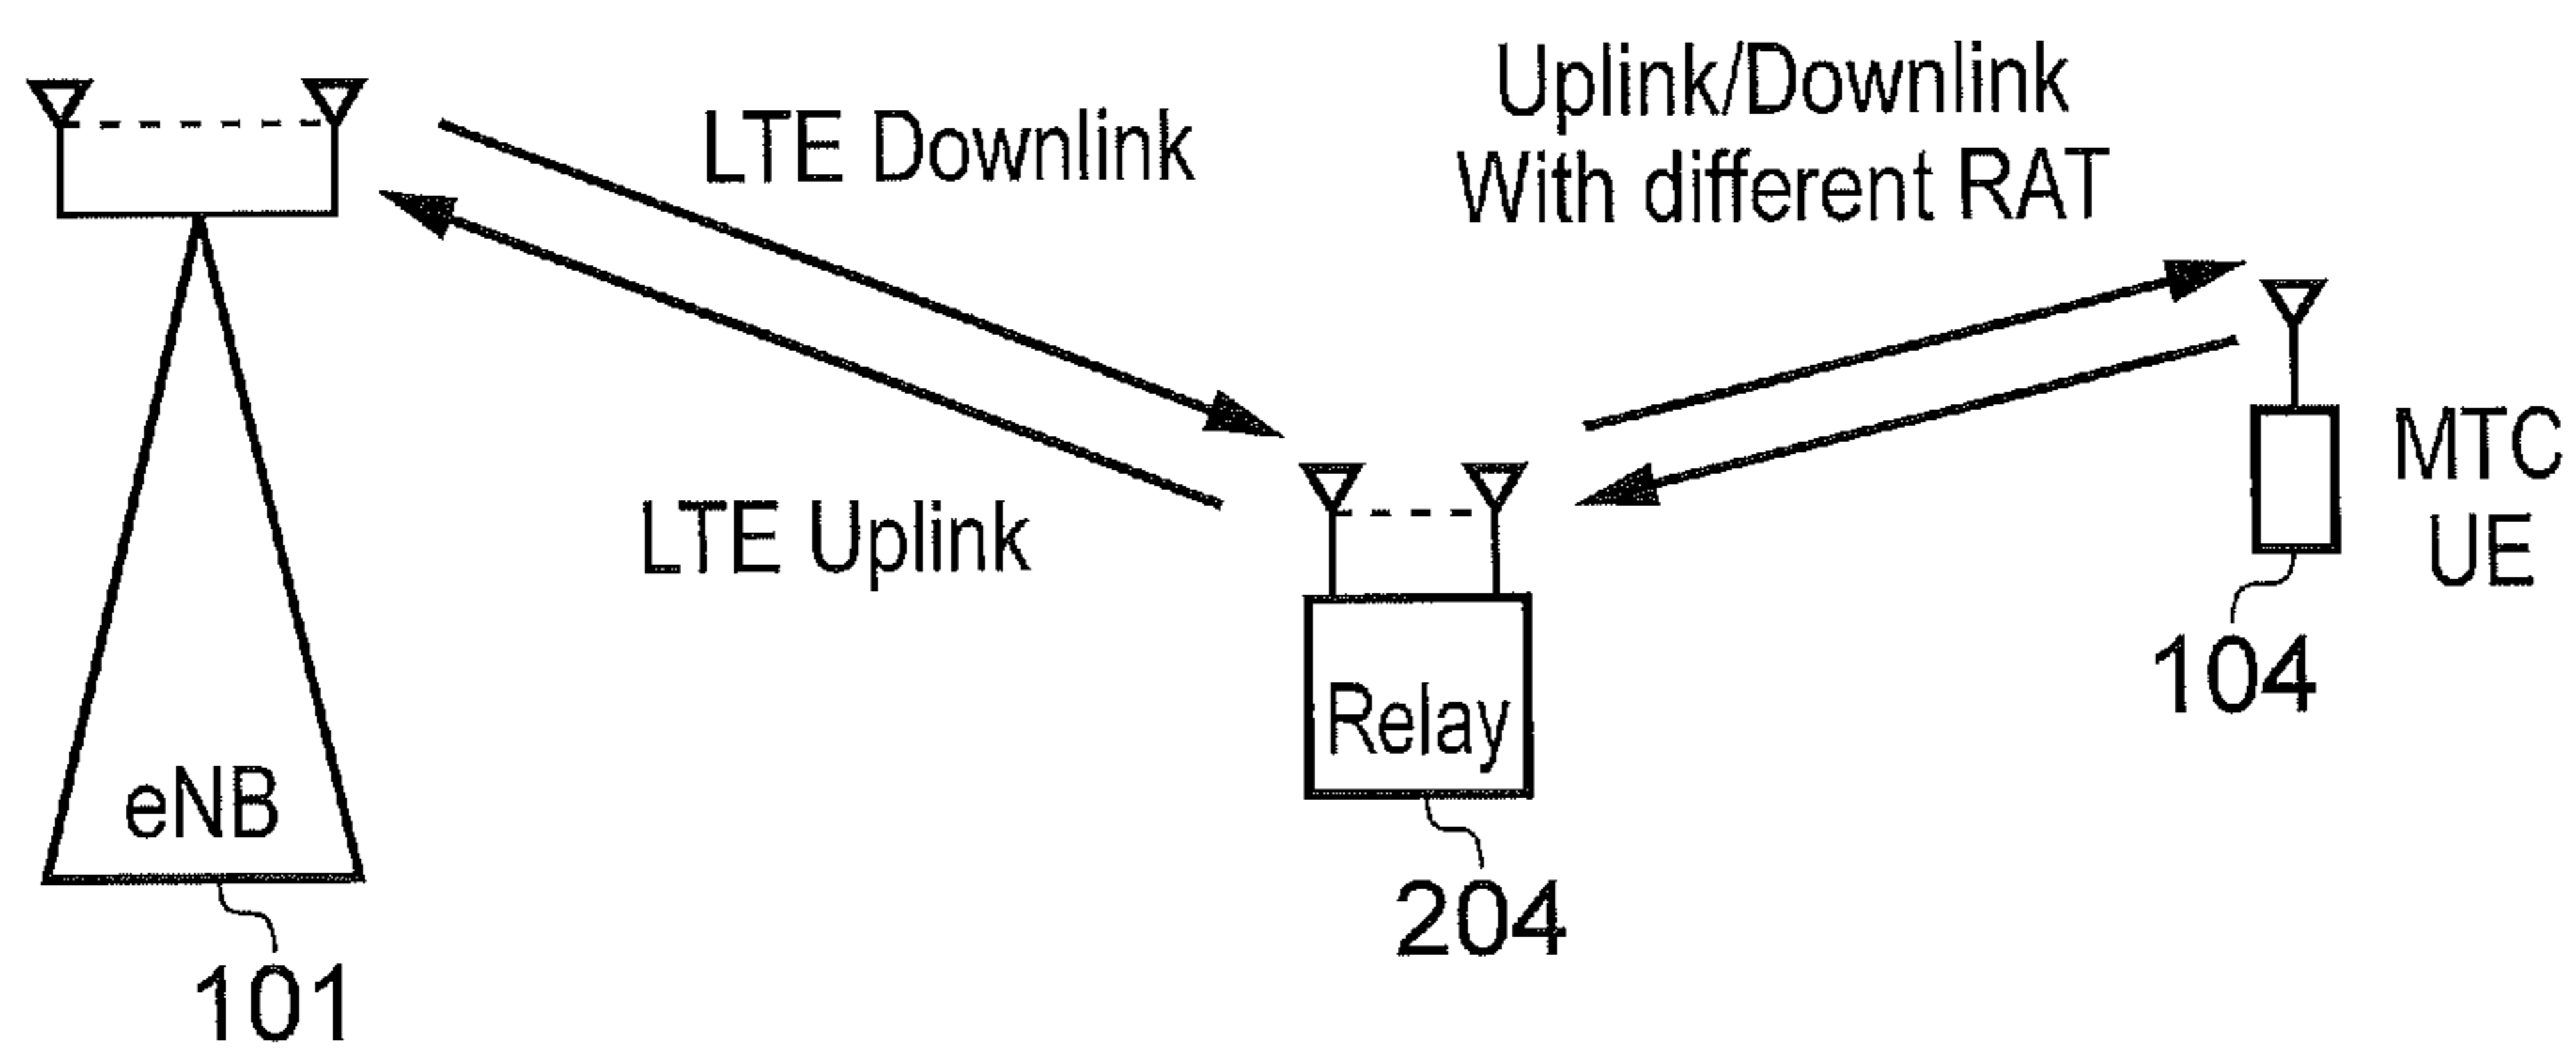 LTE Downlink
Uplink/Downlink
With different RAT
LTE Uplink
MTC
UE
104
Relay
204
eNB
101